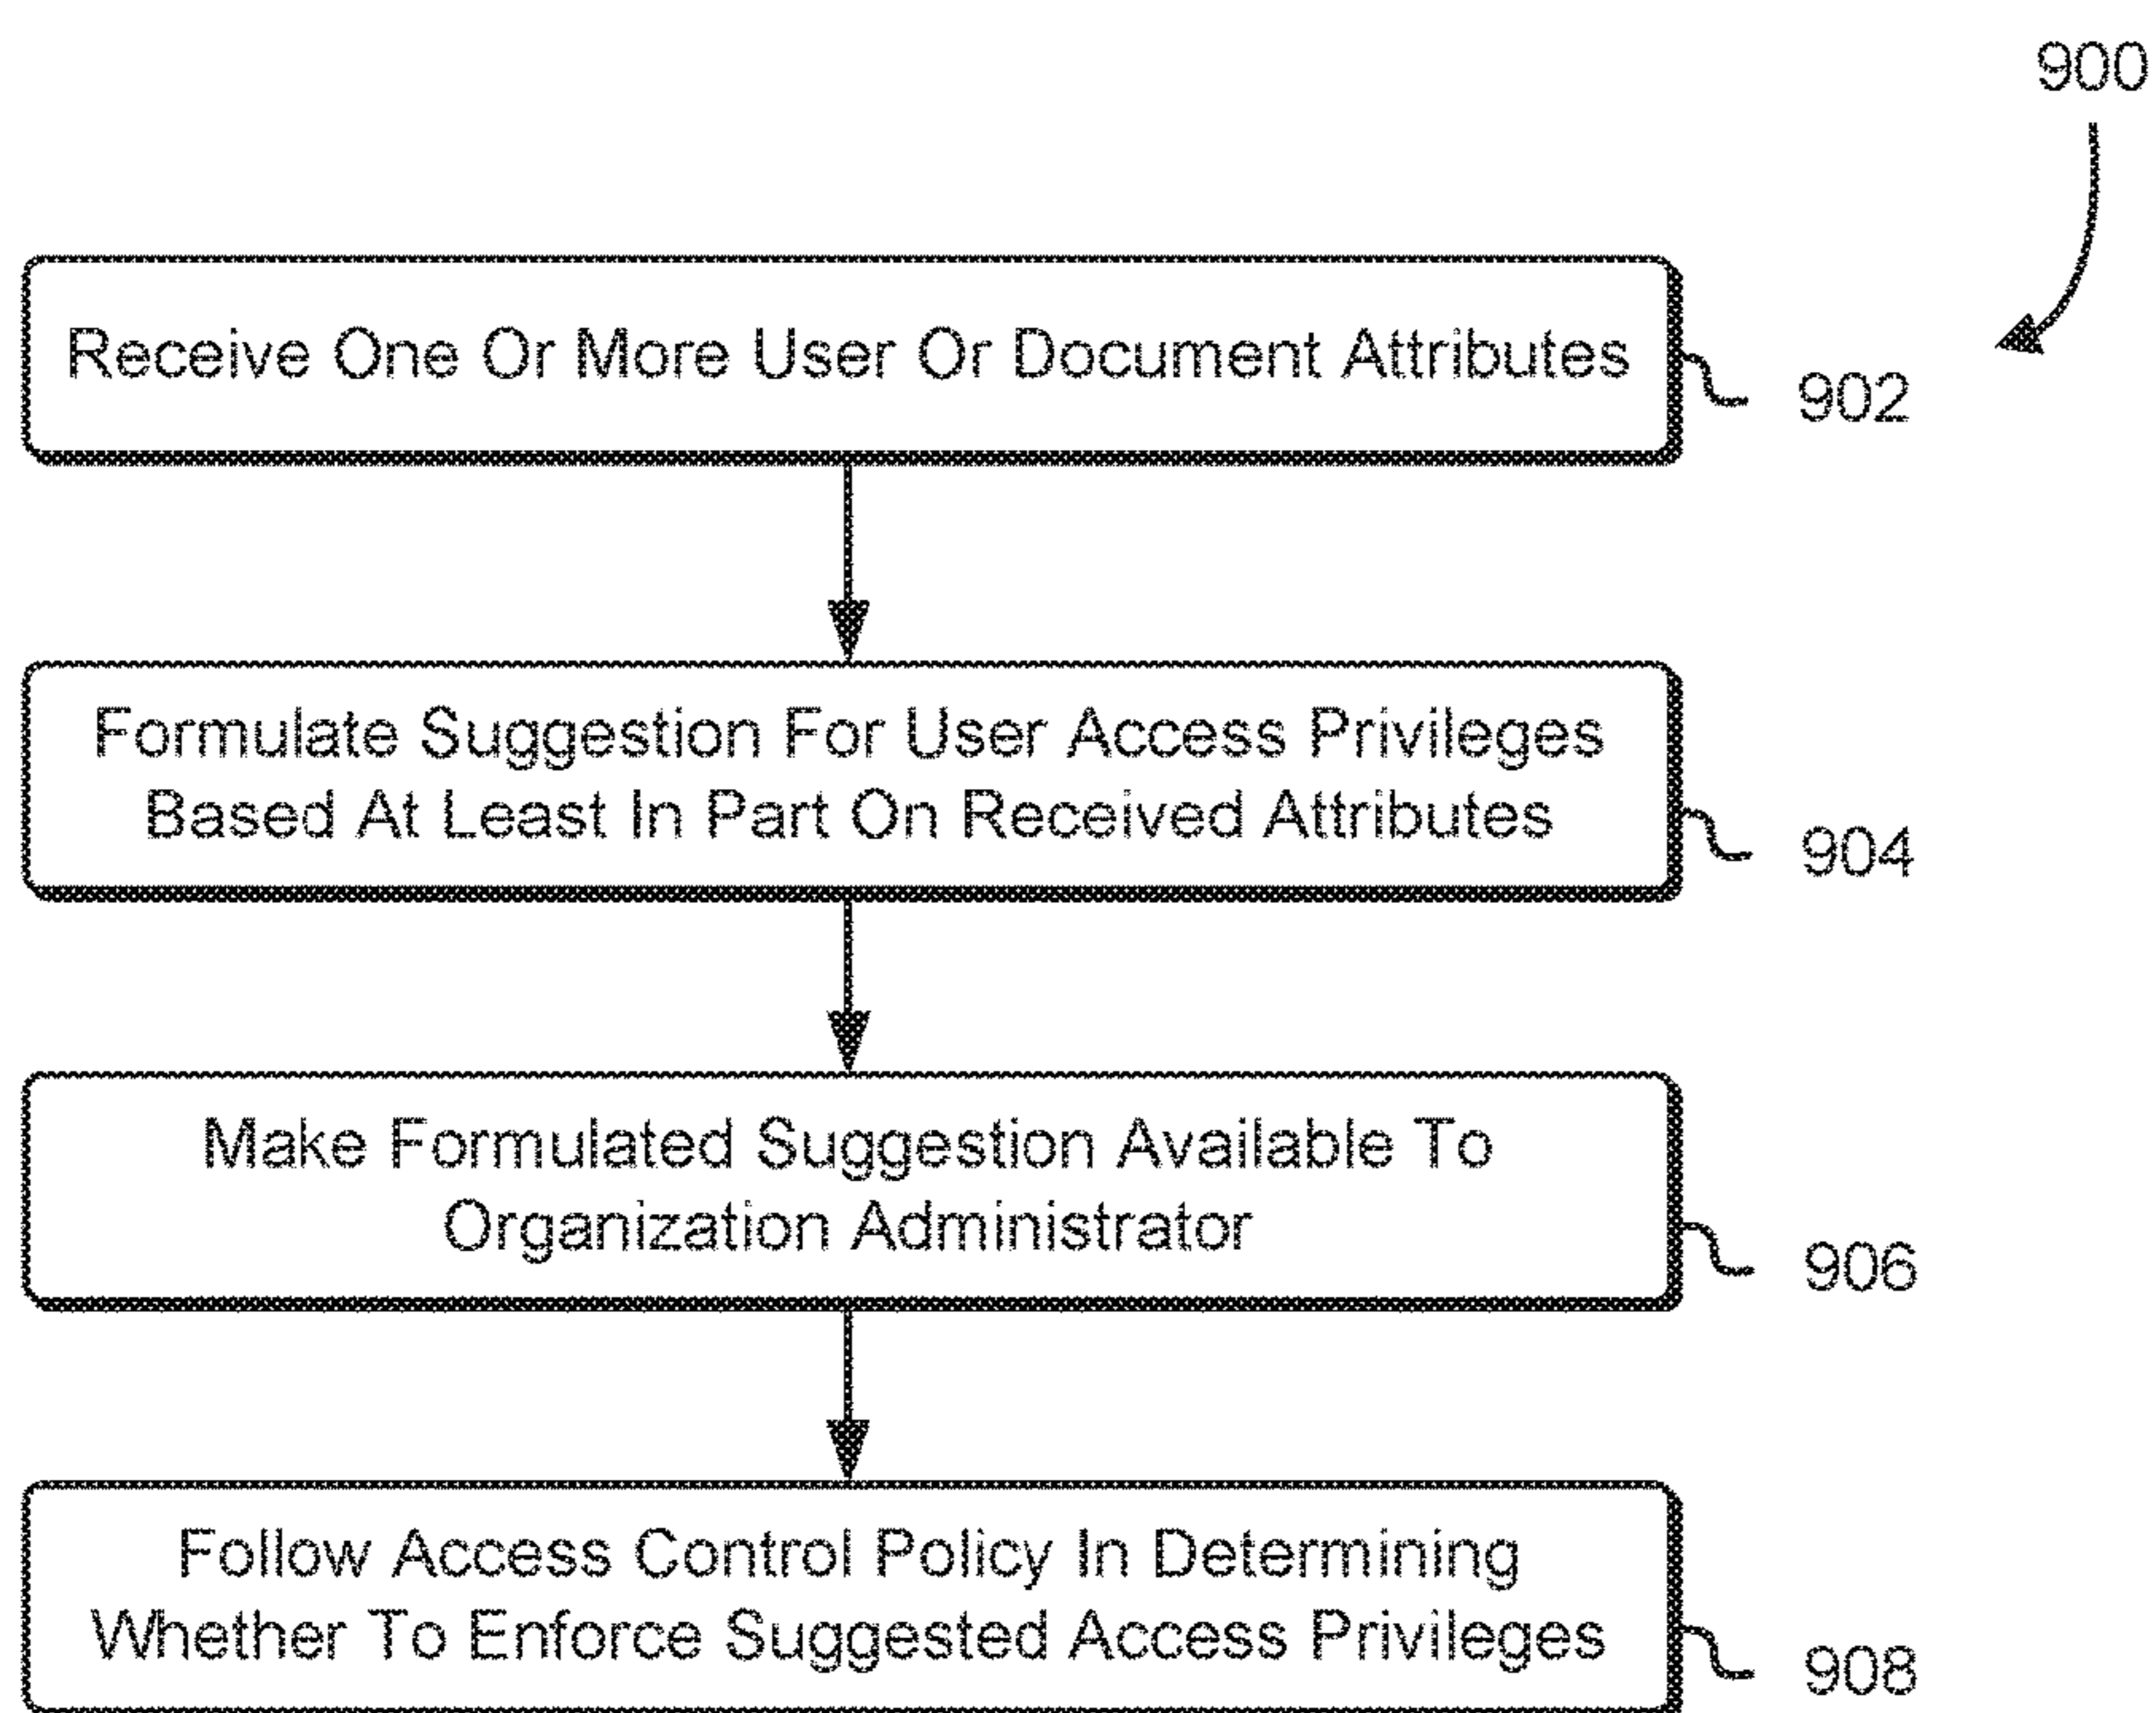 900
Receive One Or More User Or Document Attributes
902
Formulate Suggestion For User Access Privileges
Based At Least In Part On Received Attributes
904
Make Formulated Suggestion Available To
Organization Administrator
906
Follow Access Control Policy In Determining
Whether To Enforce Suggested Access Privileges
908